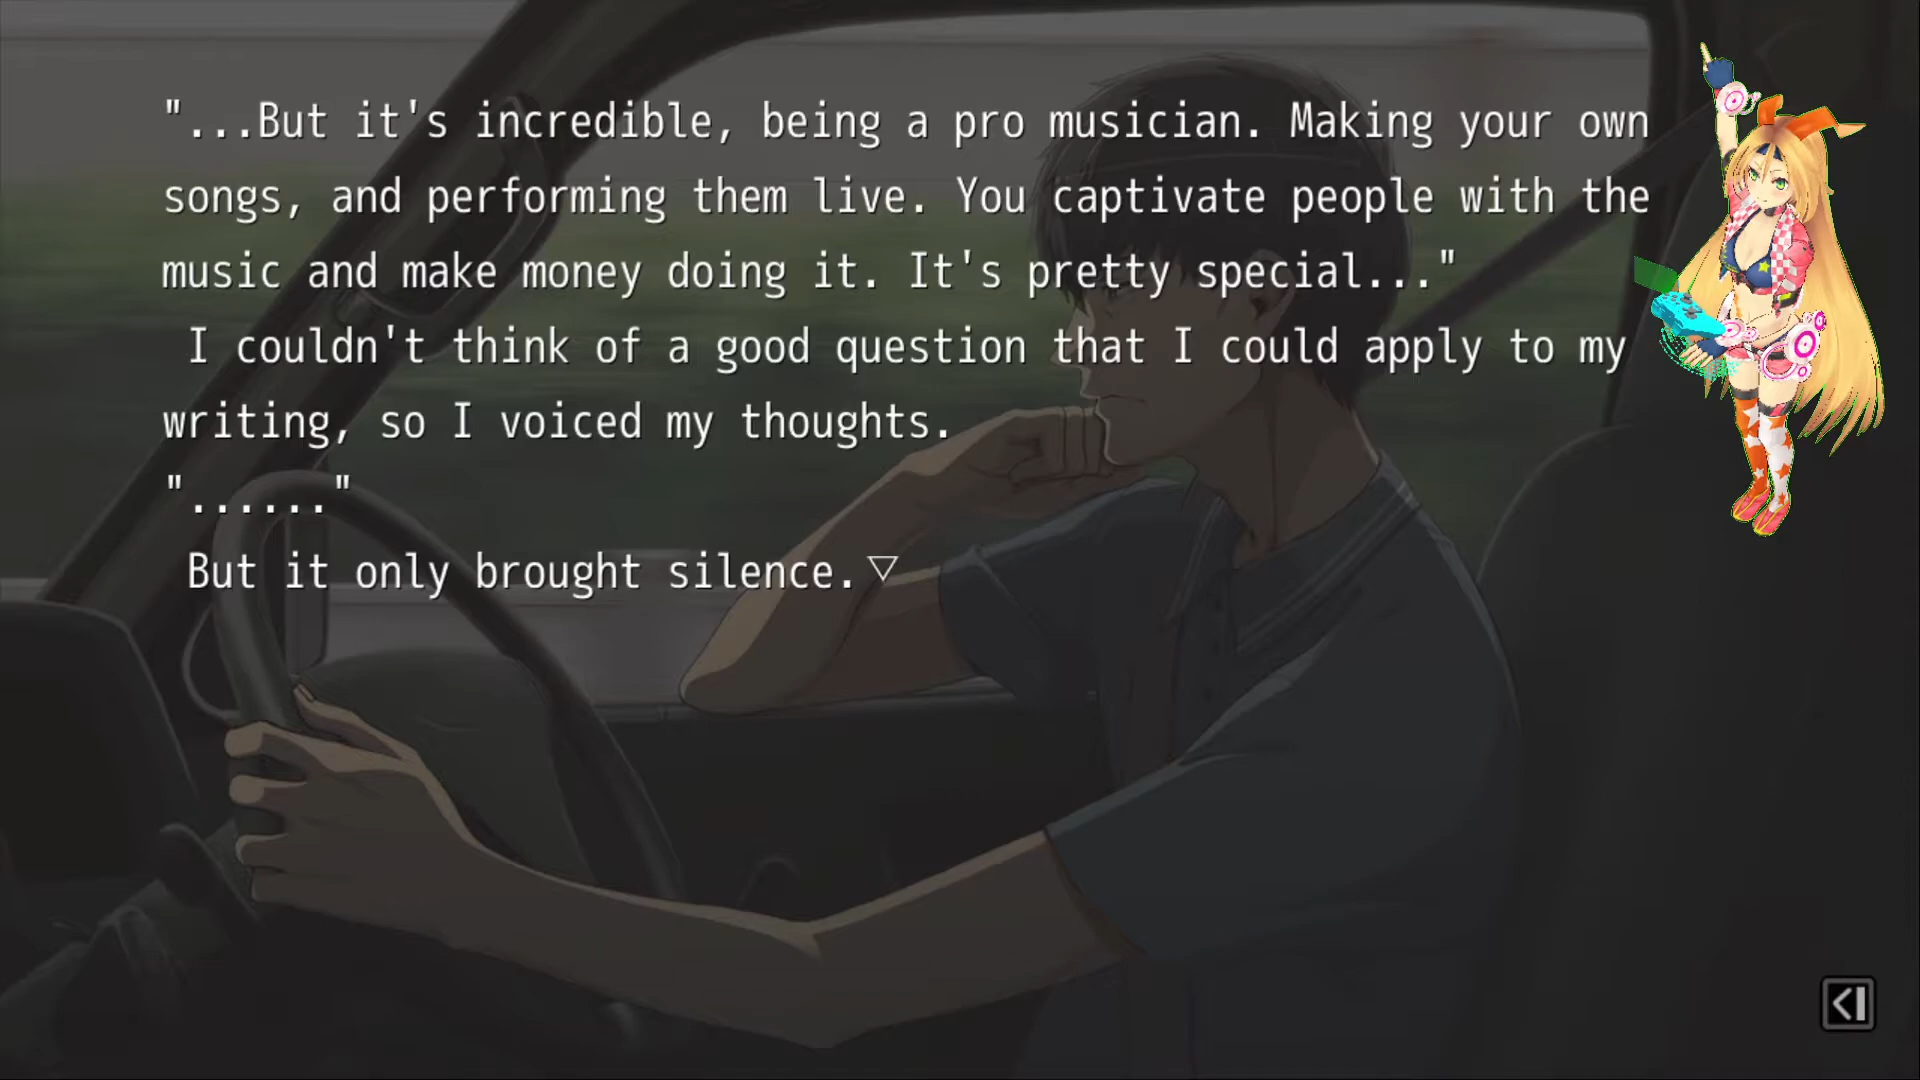 "...But it's incredible, being a pro musician. Making your own
songs, and performing them live. You captivate people with the
music and make money doing it. It's pretty special..."
I couldn't think of a good question that I could apply to my
writing, so I voiced my thoughts.
"......"
But it only brought silence.